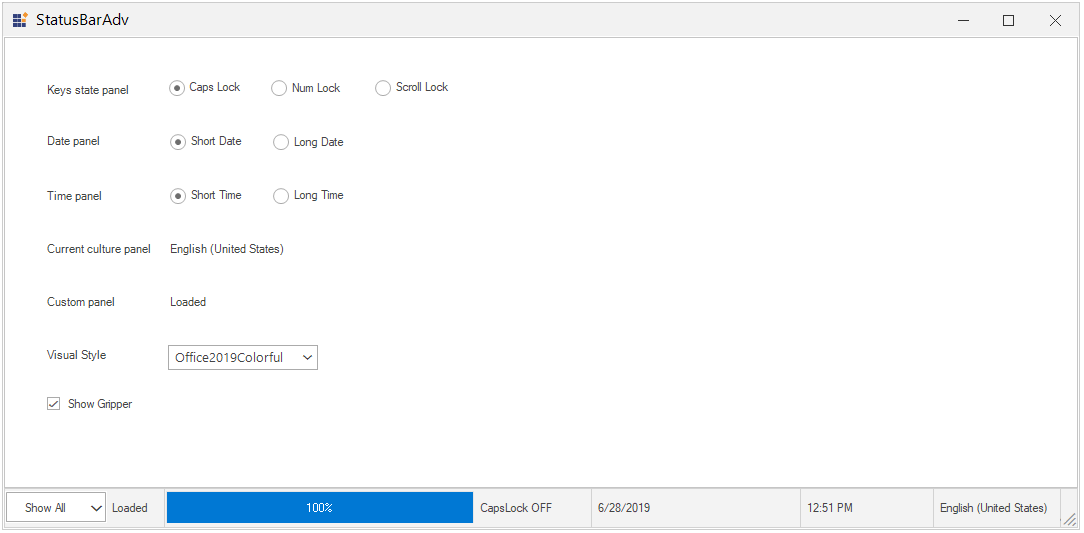 StatusBarAdv
Keys state panel Caps Lock Num Lock Scroll Lock
Date panel Short Date Long Date
Time panel Short Time Long Time
Current culture panel English (United States)
Custom panel Loaded
Visual Style Office2019Colorful
Show Gripper
Show All Loaded 100% CapsLock OFF 6/28/2019 12:51 PM English (United States)